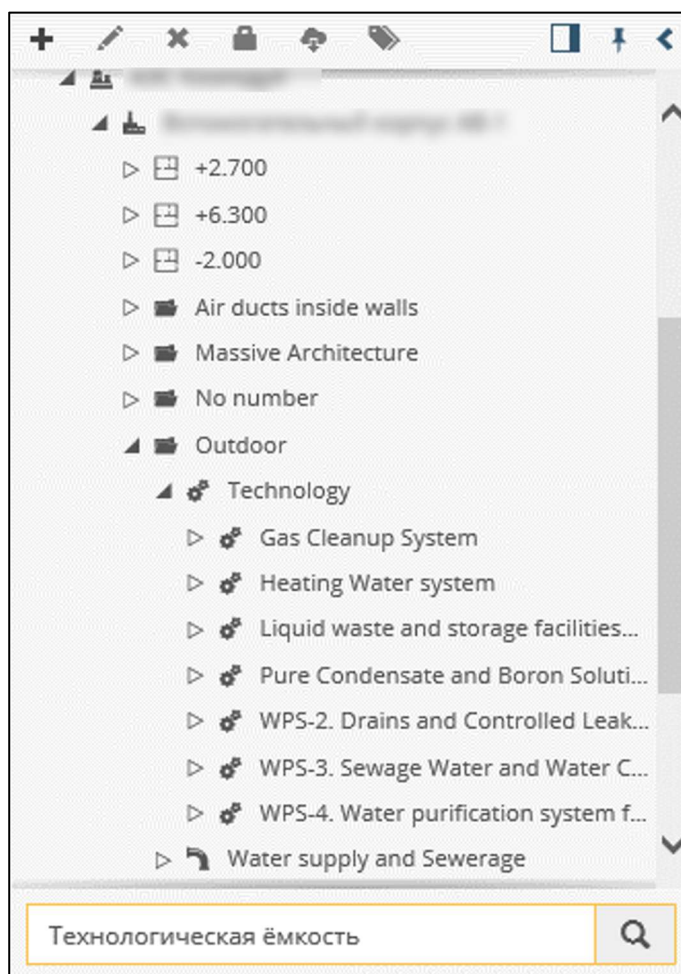 +2.700
+6.300
-2.000
Air ducts inside walls
Massive Architecture
No number
Outdoor
Technology
Gas Cleanup System
Heating Water system
Liquid waste and storage facilities...
Pure Condensate and Boron Soluti...
WPS-2. Drains and Controlled Leak...
WPS-3. Sewage Water and Water C...
WPS-4. Water purification system f...
Water supply and Sewerage
Технологическая ёмкость